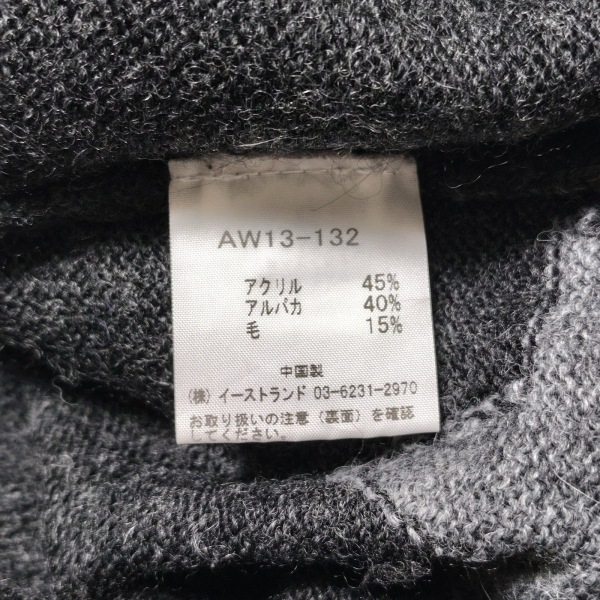 AW13-132
アクリル 45%
アルパカ 40%
毛 15%
中国製
(株) イーストランド 03-6231-2970
お取り扱いの注意 (裏面) を確認
してください。